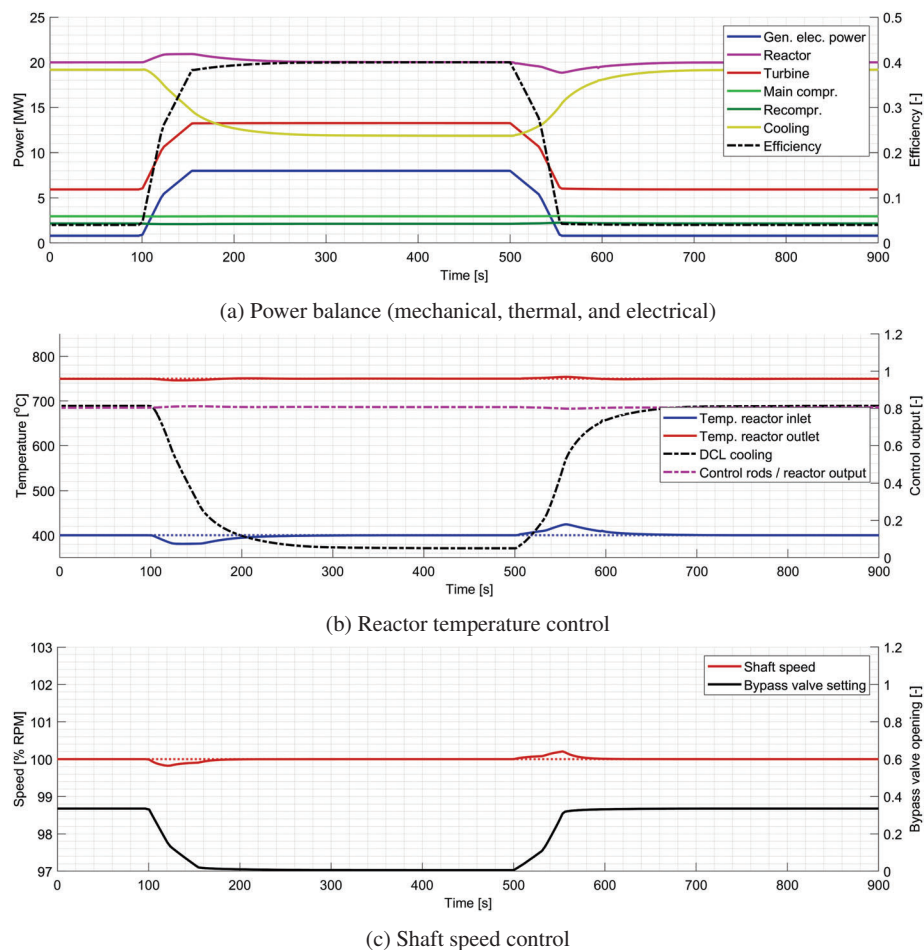 25
20
15
10
5
0
Power [MW]
0.5
0.4
0.3
0.2
0.1
0
Efficiency [-]
Gen. elec. power
Reactor
Turbine
Main compr.
Recompr.
Cooling
Efficiency
0 100 200 300 400 500 600 700 800 900
Time [s]
(a) Power balance (mechanical, thermal, and electrical)
800
700
600
500
400
Temperature [°C]
1.2
1
0.8
0.6
0.4
0.2
0
Control output [-]
Temp. reactor inlet
Temp. reactor outlet
DCL cooling
Control rods / reactor output
0 100 200 300 400 500 600 700 800 900
Time [s]
(b) Reactor temperature control
103
102
101
100
99
98
97
Speed [% RPM]
1.2
1
0.8
0.6
0.4
0.2
0
Bypass valve opening [-]
Shaft speed
Bypass valve setting
0 100 200 300 400 500 600 700 800 900
Time [s]
(c) Shaft speed control